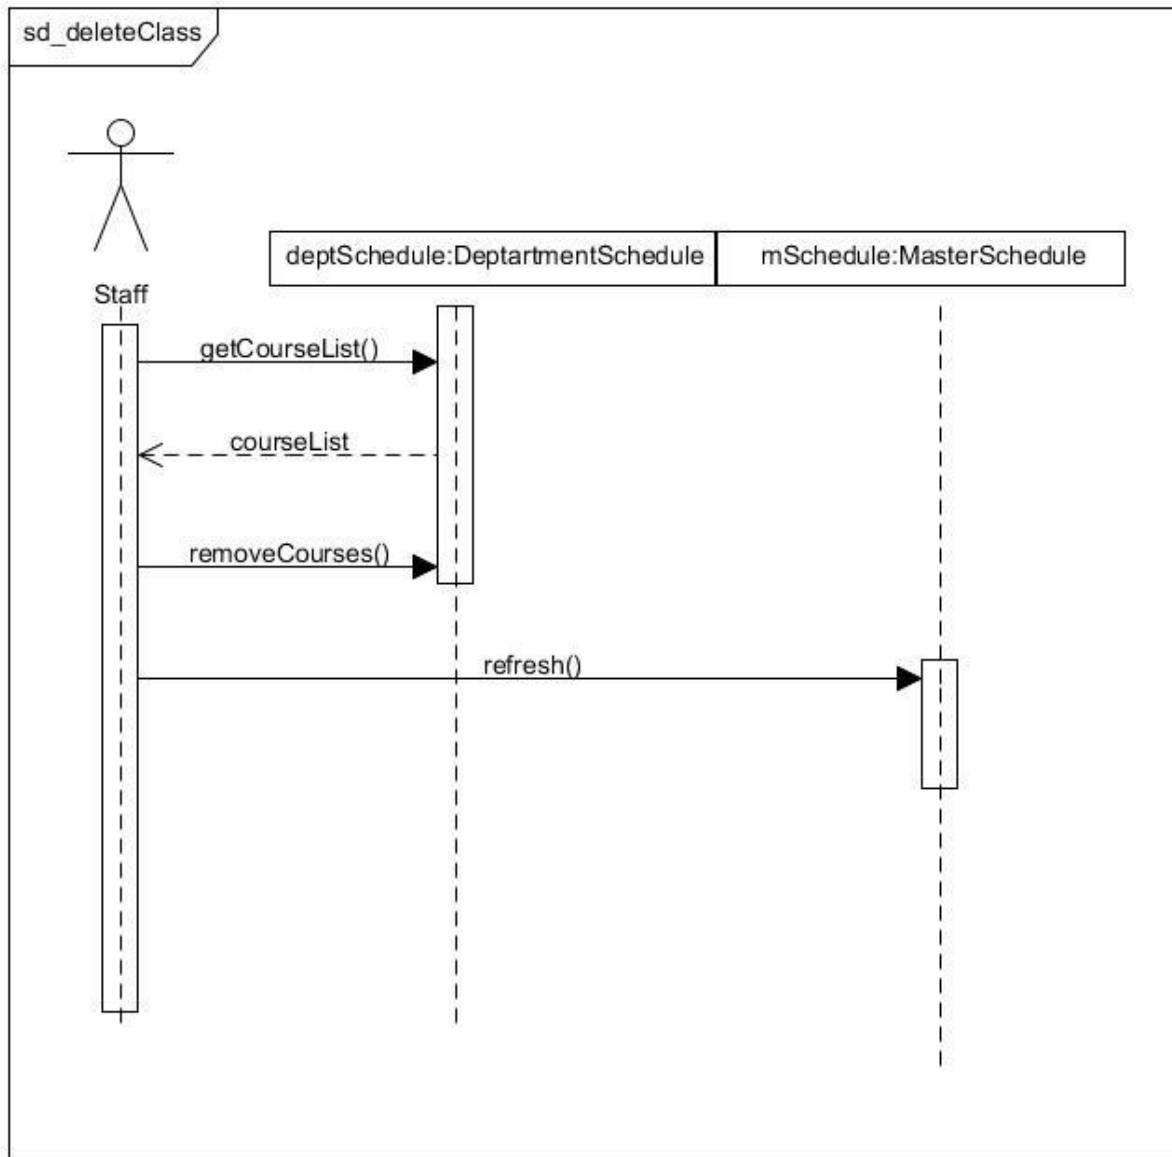 sd_deleteClass
Staff
deptSchedule:DeptartmentSchedule
mSchedule:MasterSchedule
getCourseList()
courseList
removeCourses()
refresh()